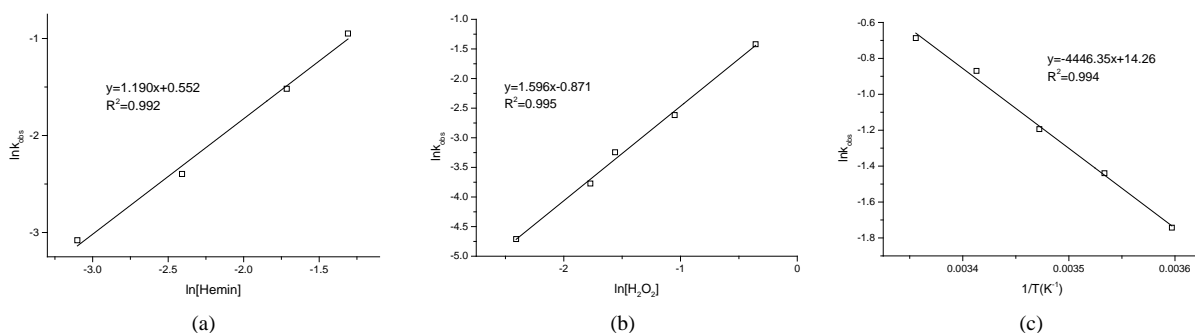 -1
-2
-3
lnk_obs
y=1.190x+0.552
R²=0.992
-3.0 -2.5 -2.0 -1.5
ln[Hemin]
(a)
-1.0
-1.5
-2.0
-2.5
-3.0
-3.5
-4.0
-4.5
-5.0
lnk_obs
y=1.596x-0.871
R²=0.995
-2 -1 0
ln[H₂O₂]
(b)
-0.6
-0.8
-1.0
-1.2
-1.4
-1.6
-1.8
lnk_obs
y=-4446.35x+14.26
R²=0.994
0.0034 0.0035 0.0036
1/T(K⁻¹)
(c)